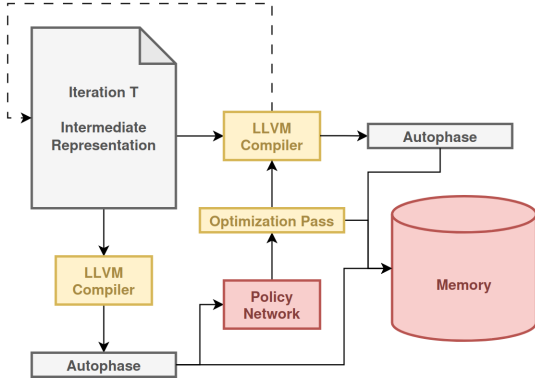 Iteration T
Intermediate
Representation
LLVM
Compiler
Autophase
Optimization Pass
LLVM
Compiler
Policy
Network
Memory
Autophase